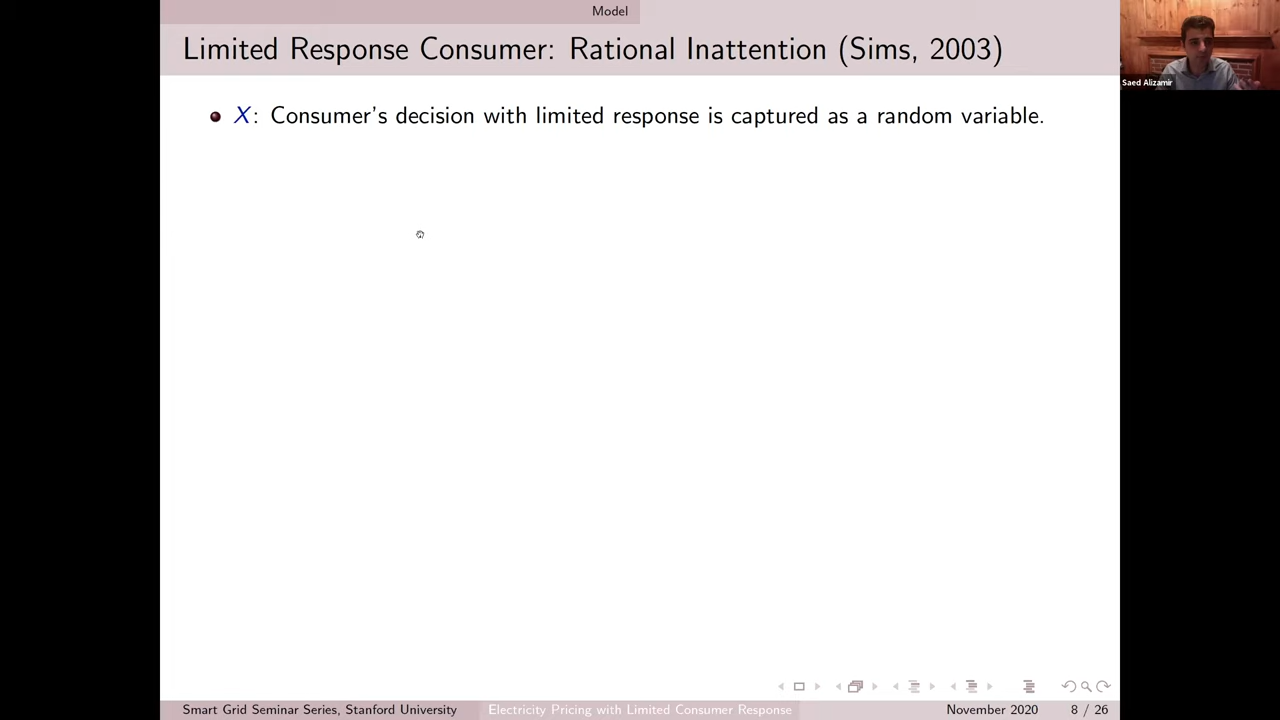 Model
Limited Response Consumer: Rational Inattention (Sims, 2003)
Saed Alizamir
X: Consumer's decision with limited response is captured as a random variable.
Smart Grid Seminar Series, Stanford University
Electricity Pricing with Limited Consumer Response
November 2020
8 / 26